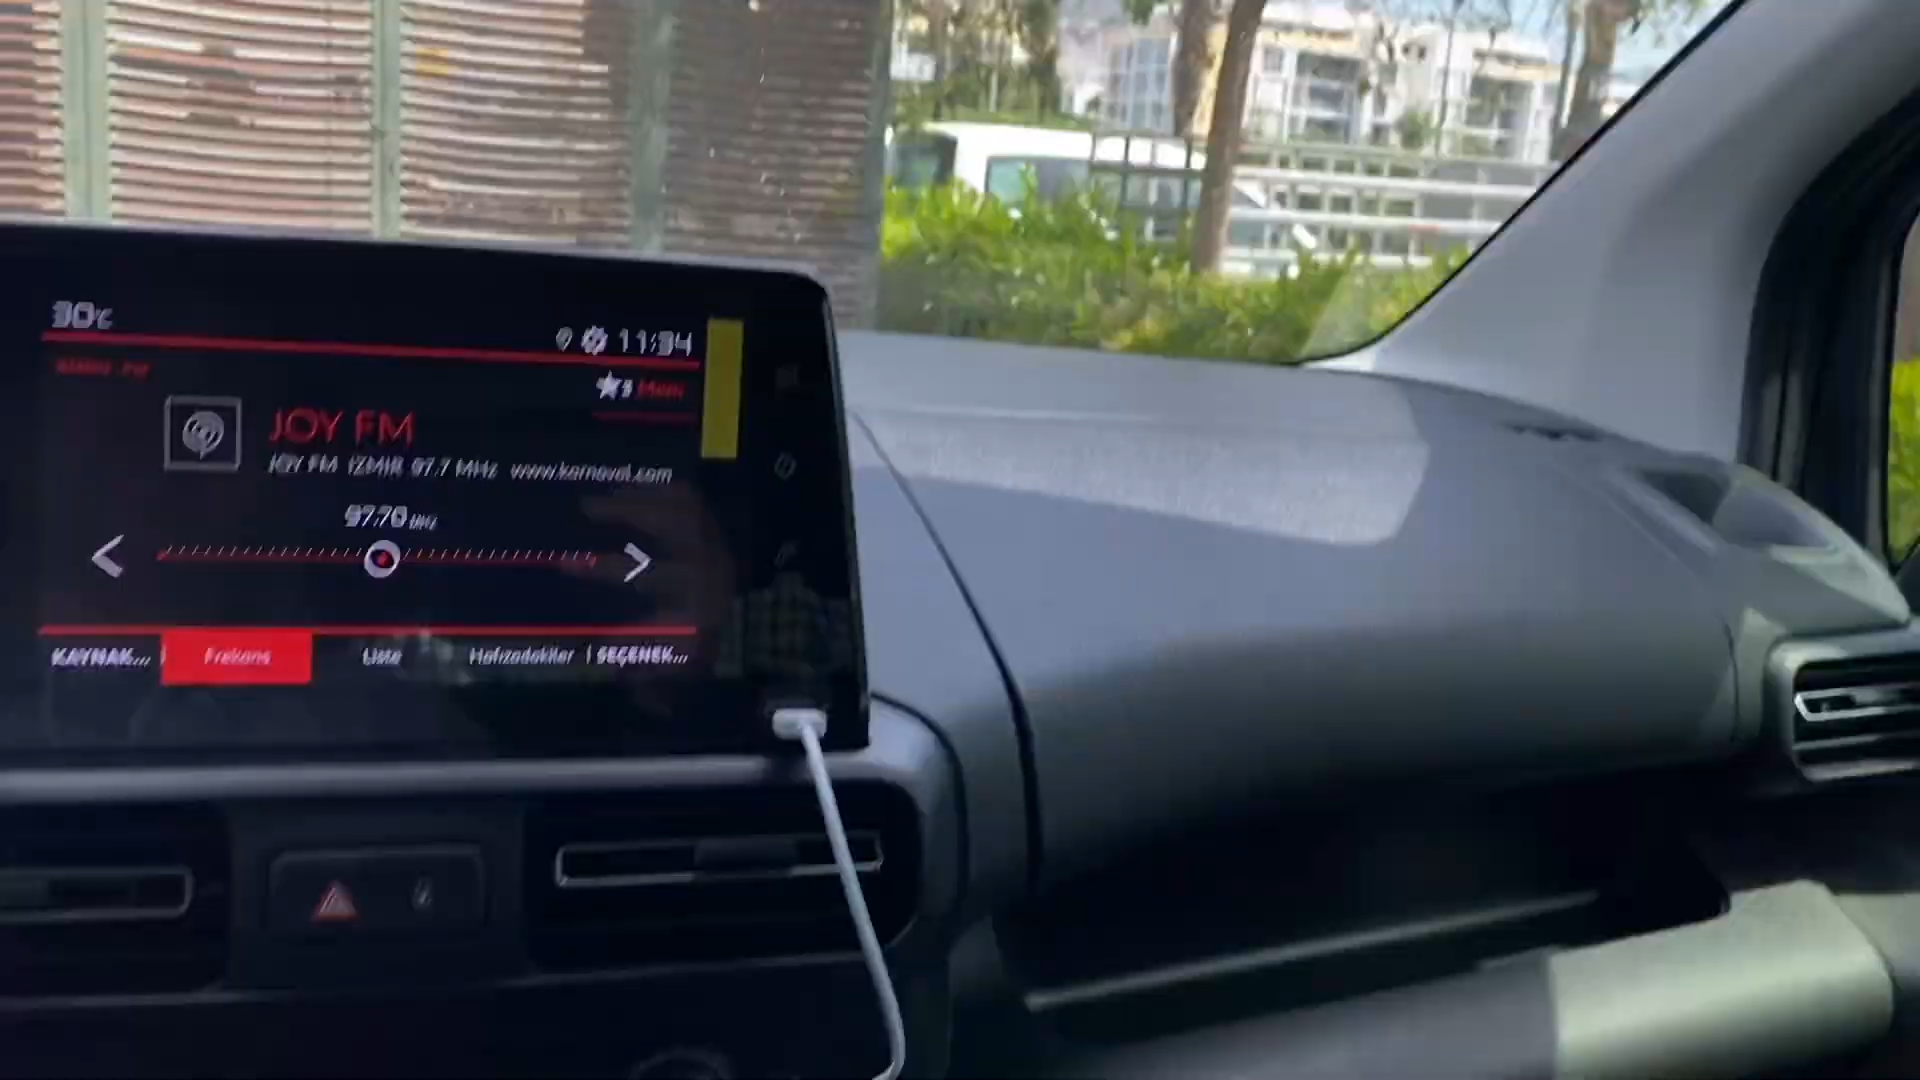 30°C
11:34
JOY FM
JOY FM IZMIR 97.7 MHz www.karnaval.com
97.70 MHz
KAYNAK... Frekans Liste Hafızadakiler SEÇENEK...